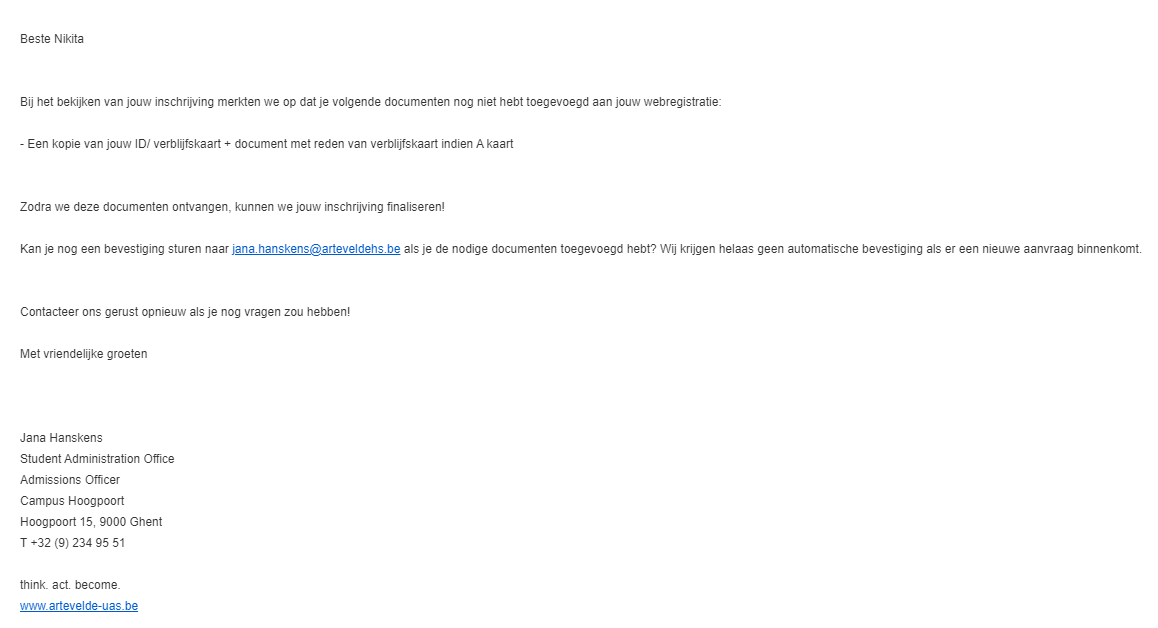 Beste Nikita
Bij het bekijken van jouw inschrijving merkten we op dat je volgende documenten nog niet hebt toegevoegd aan jouw webregistratie:
- Een kopie van jouw ID/ verblijfskaart + document met reden van verblijfskaart indien A kaart
Zodra we deze documenten ontvangen, kunnen we jouw inschrijving finaliseren!
Kan je nog een bevestiging sturen naar jana.hanskens@arteveldehs.be als je de nodige documenten toegevoegd hebt? Wij krijgen helaas geen automatische bevestiging als er een nieuwe aanvraag binnenkomt.
Contacteer ons gerust opnieuw als je nog vragen zou hebben!
Met vriendelijke groeten
Jana Hanskens
Student Administration Office
Admissions Officer
Campus Hoogpoort
Hoogpoort 15, 9000 Ghent
T +32 (9) 234 95 51
think. act. become.
www.artevelde-uas.be